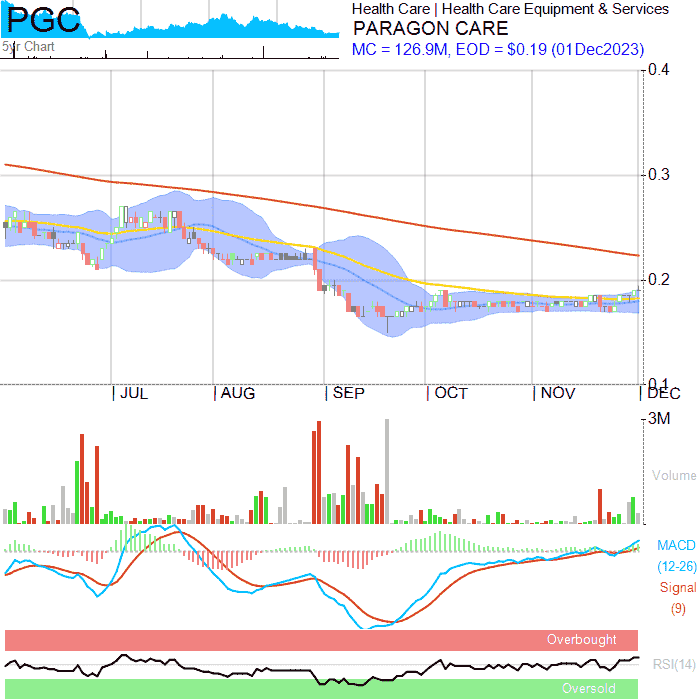 PGC
5yr Chart
Health Care | Health Care Equipment & Services
PARAGON CARE
MC = 126.9M, EOD = $0.19 (01Dec2023)
0.4
0.3
0.2
0.1
| JUL | AUG | SEP | OCT | NOV | DEC
3M
Volume
MACD
(12-26)
Signal
(9)
Overbought
RSI(14)
Oversold